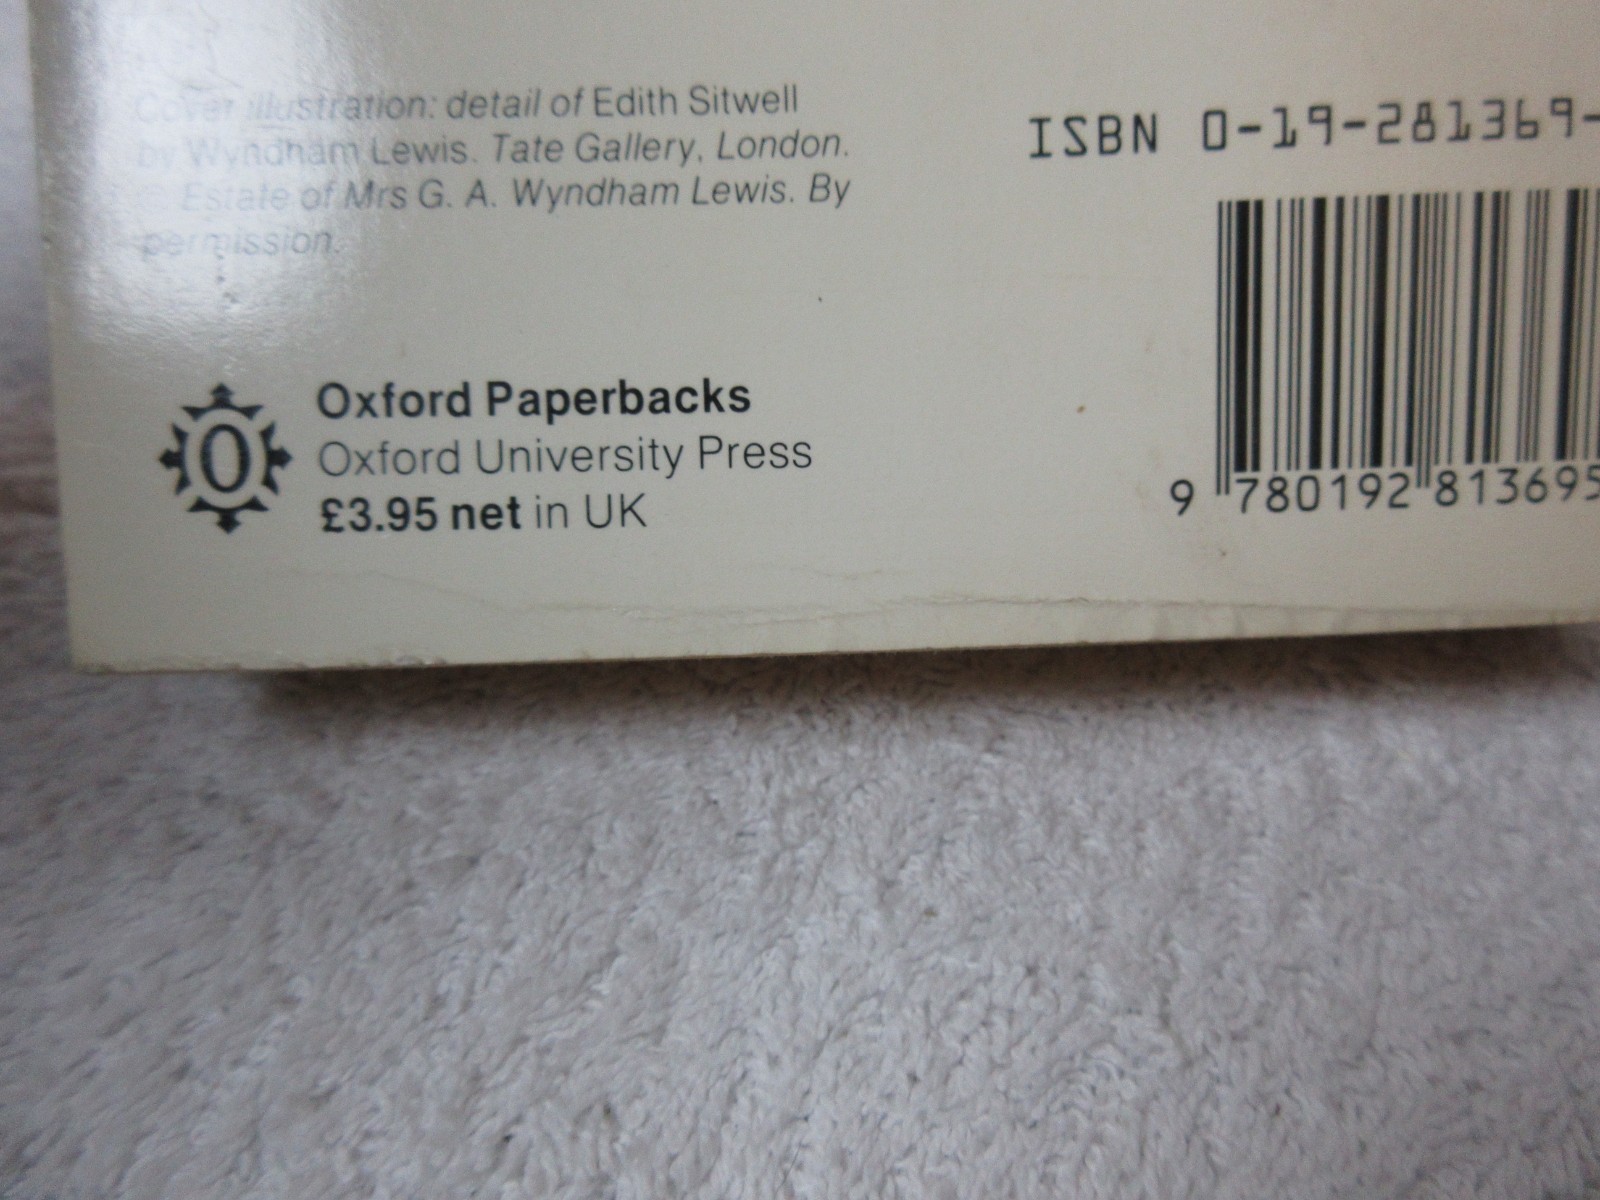 Cover illustration: detail of Edith Sitwell
by Wyndham Lewis. Tate Gallery, London.
© Estate of Mrs G. A. Wyndham Lewis. By
permission.
ISBN 0-19-281369-
9 780192 813695
O
Oxford Paperbacks
Oxford University Press
£3.95 net in UK